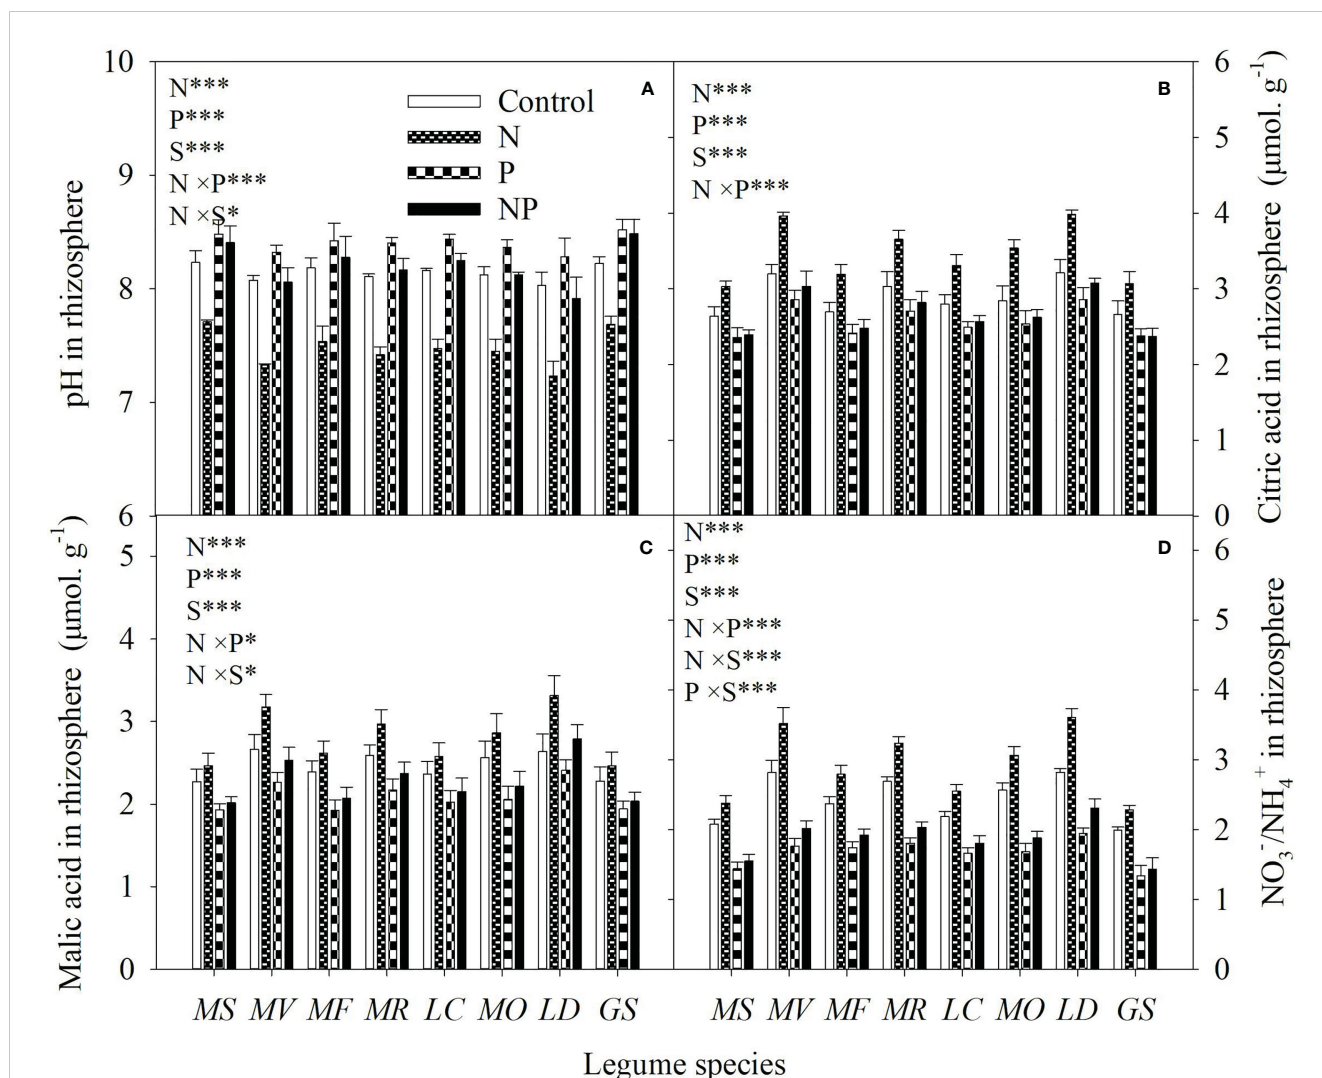 10
9
8
7
6
pH in rhizosphere
N***
P***
S***
N ×P***
N ×S*
Control
N
P
NP
A
N***
P***
S***
N ×P***
B
6
5
4
3
2
1
0
Citric acid in rhizosphere (μmol. g⁻¹)
5
4
3
2
1
0
Malic acid in rhizosphere (μmol. g⁻¹)
N***
P***
S***
N ×P*
N ×S*
C
N***
P***
S***
N ×P***
N ×S***
P ×S***
D
6
5
4
3
2
1
0
NO₃⁻/NH₄⁺ in rhizosphere
MS MV MF MR LC MO LD GS
MS MV MF MR LC MO LD GS
Legume species